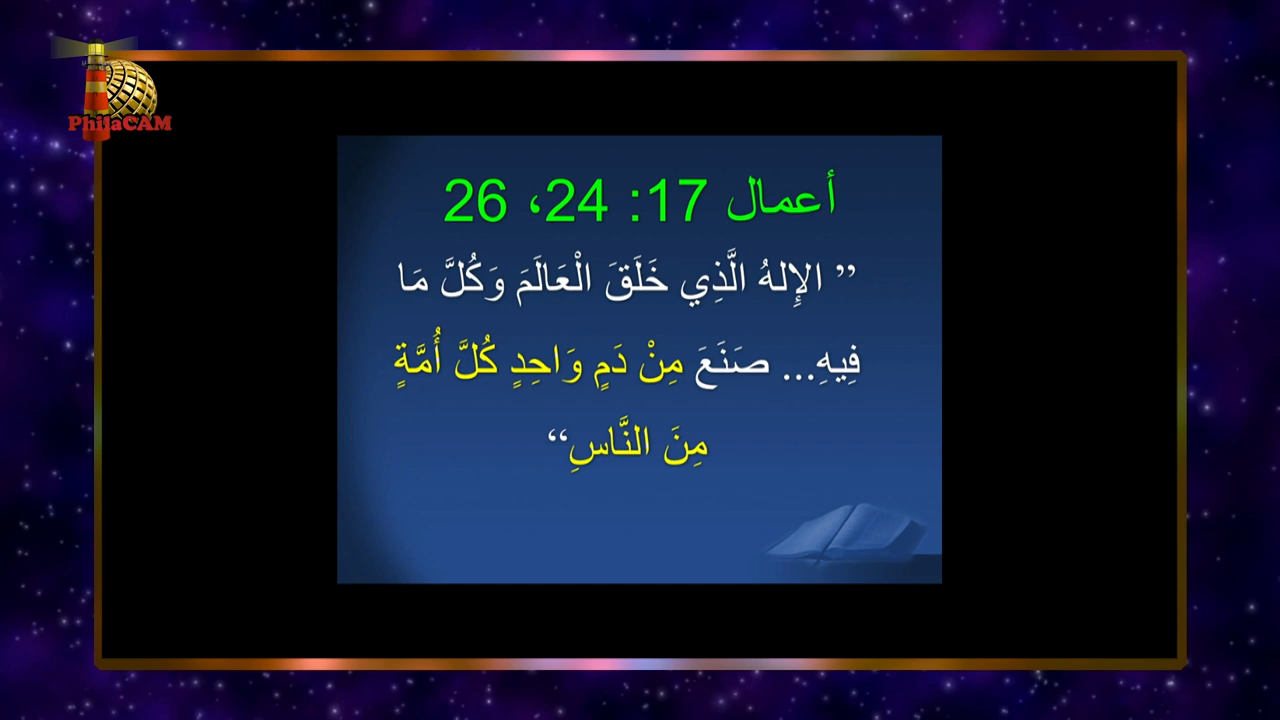 PhilaCAM
أعمال 17: 24، 26
” الإِلهُ الَّذِي خَلَقَ الْعَالَمَ وَكُلَّ مَا
فِيهِ... صَنَعَ مِنْ دَمٍ وَاحِدٍ كُلَّ أُمَّةٍ
مِنَ النَّاسِ“